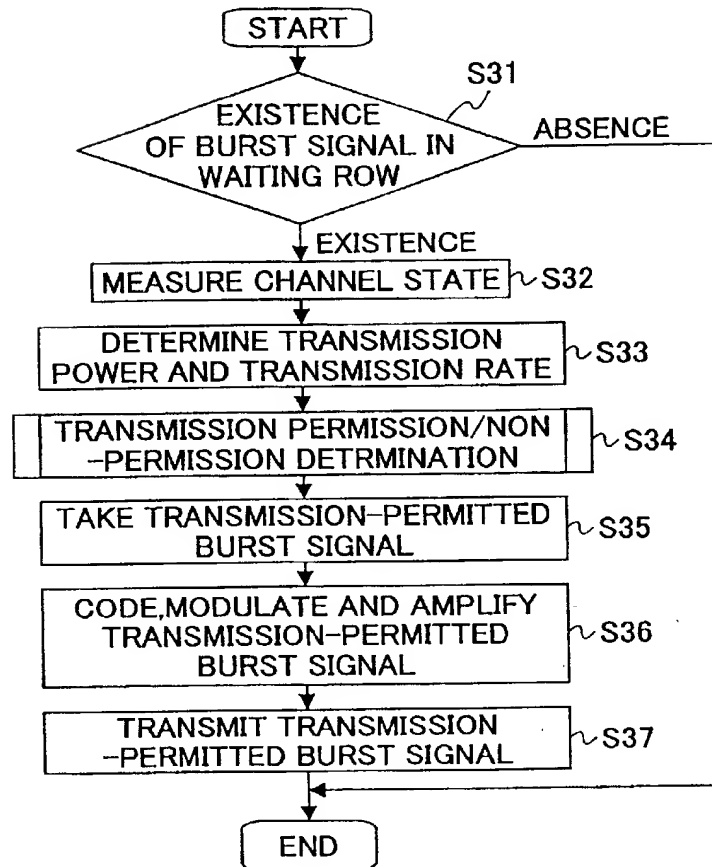 START
S31
EXISTENCE
OF BURST SIGNAL IN
WAITING ROW
ABSENCE
EXISTENCE
MEASURE CHANNEL STATE
S32
DETERMINE TRANSMISSION
POWER AND TRANSMISSION RATE
S33
TRANSMISSION PERMISSION/NON
-PERMISSION DETRMINATION
S34
TAKE TRANSMISSION-PERMITTED
BURST SIGNAL
S35
CODE,MODULATE AND AMPLIFY
TRANSMISSION-PERMITTED
BURST SIGNAL
S36
TRANSMIT TRANSMISSION
-PERMITTED BURST SIGNAL
S37
END